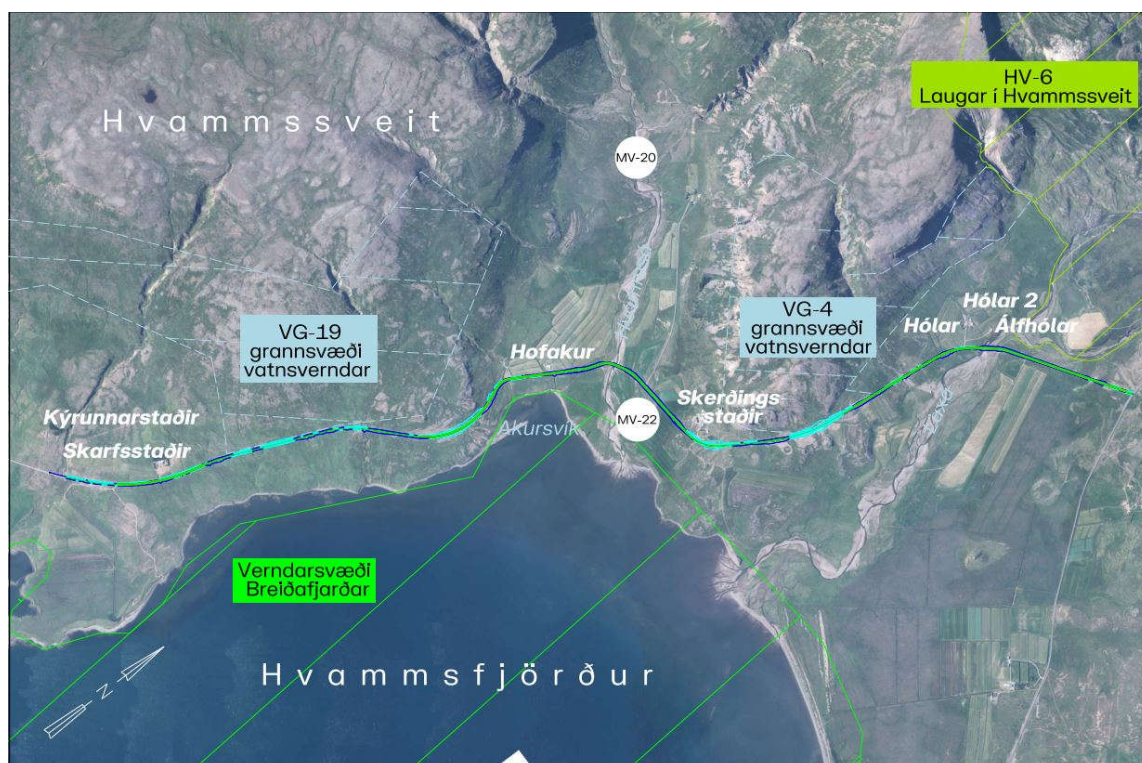 HV-6
Laugar í Hvammssveit
Hvammssveit
MV-20
VG-19
grannsvæði
vatnsverndar
VG-4
grannsvæði
vatnsverndar
Hólar 2
Hólar
Álfhólar
Hofakur
Skerðings-
staðir
Kýrunnarstaðir
Skarfsstaðir
Akursvík
MV-22
Verndarsvæði
Breiðafjarðar
Hvammsfjörður
N